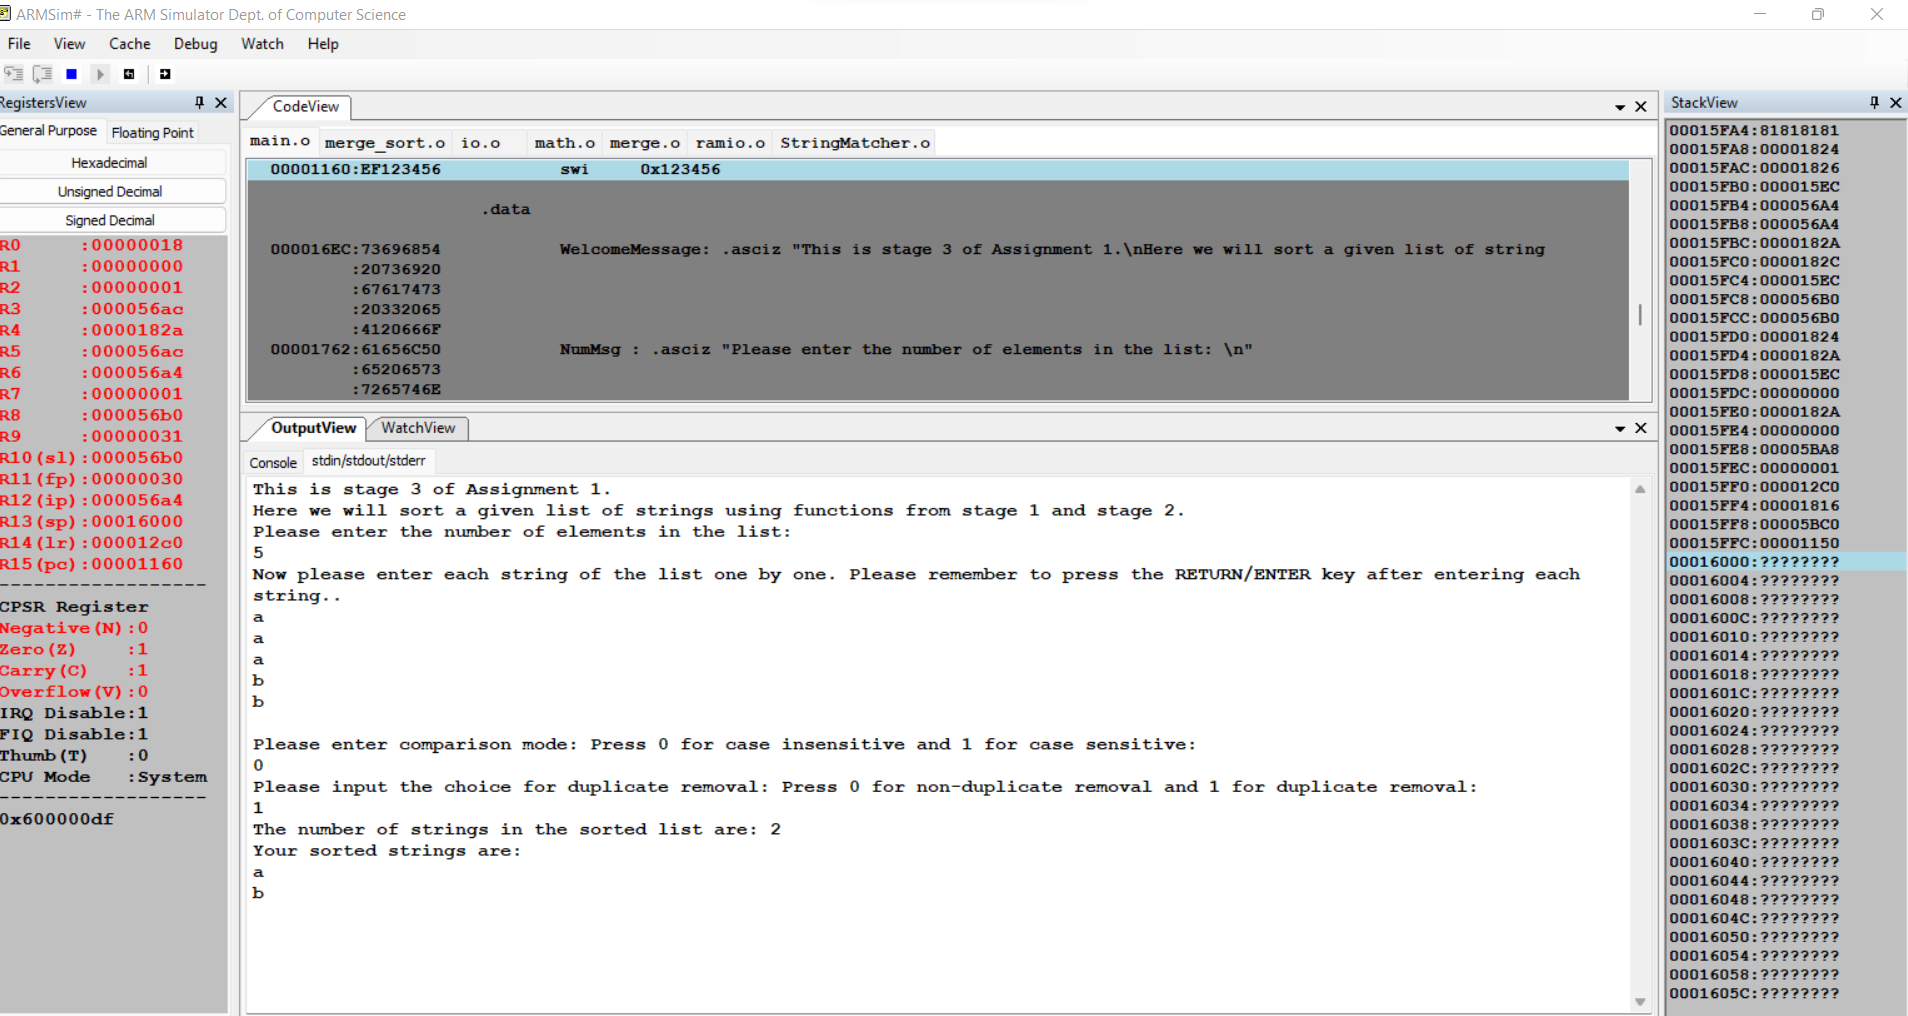 ARMSim# - The ARM Simulator Dept. of Computer Science
File View Cache Debug Watch Help
RegistersView
General Purpose Floating Point
Hexadecimal
Unsigned Decimal
Signed Decimal
R0 :00000018
R1 :00000000
R2 :00000001
R3 :000056ac
R4 :0000182a
R5 :000056ac
R6 :000056a4
R7 :00000001
R8 :000056b0
R9 :00000031
R10(sl):000056b0
R11(fp):00000030
R12(ip):000056a4
R13(sp):00016000
R14(lr):000012c0
R15(pc):00001160
------------------
CPSR Register
Negative(N):0
Zero(Z) :1
Carry(C) :1
Overflow(V):0
IRQ Disable:1
FIQ Disable:1
Thumb(T) :0
CPU Mode :System
------------------
0x600000df
CodeView
main.o merge_sort.o io.o math.o merge.o ramio.o StringMatcher.o
00001160:EF123456 swi 0x123456
.data
000016EC:73696854 WelcomeMessage: .asciz "This is stage 3 of Assignment 1.\nHere we will sort a given list of string
:20736920
:67617473
:20332065
:4120666F
00001762:61656C50 NumMsg : .asciz "Please enter the number of elements in the list: \n"
:65206573
:7265746E
OutputView WatchView
Console stdin/stdout/stderr
This is stage 3 of Assignment 1.
Here we will sort a given list of strings using functions from stage 1 and stage 2.
Please enter the number of elements in the list:
5
Now please enter each string of the list one by one. Please remember to press the RETURN/ENTER key after entering each
string..
a
a
a
b
b
Please enter comparison mode: Press 0 for case insensitive and 1 for case sensitive:
0
Please input the choice for duplicate removal: Press 0 for non-duplicate removal and 1 for duplicate removal:
1
The number of strings in the sorted list are: 2
Your sorted strings are:
a
b
StackView
00015FA4:81818181
00015FA8:00001824
00015FAC:00001826
00015FB0:000015EC
00015FB4:000056A4
00015FB8:000056A4
00015FBC:0000182A
00015FC0:0000182C
00015FC4:000015EC
00015FC8:000056B0
00015FCC:000056B0
00015FD0:00001824
00015FD4:0000182A
00015FD8:000015EC
00015FDC:00000000
00015FE0:0000182A
00015FE4:00000000
00015FE8:00005BA8
00015FEC:00000001
00015FF0:000012C0
00015FF4:00001816
00015FF8:00005BC0
00015FFC:00001150
00016000:????????
00016004:????????
00016008:????????
0001600C:????????
00016010:????????
00016014:????????
00016018:????????
0001601C:????????
00016020:????????
00016024:????????
00016028:????????
0001602C:????????
00016030:????????
00016034:????????
00016038:????????
0001603C:????????
00016040:????????
00016044:????????
00016048:????????
0001604C:????????
00016050:????????
00016054:????????
00016058:????????
0001605C:????????